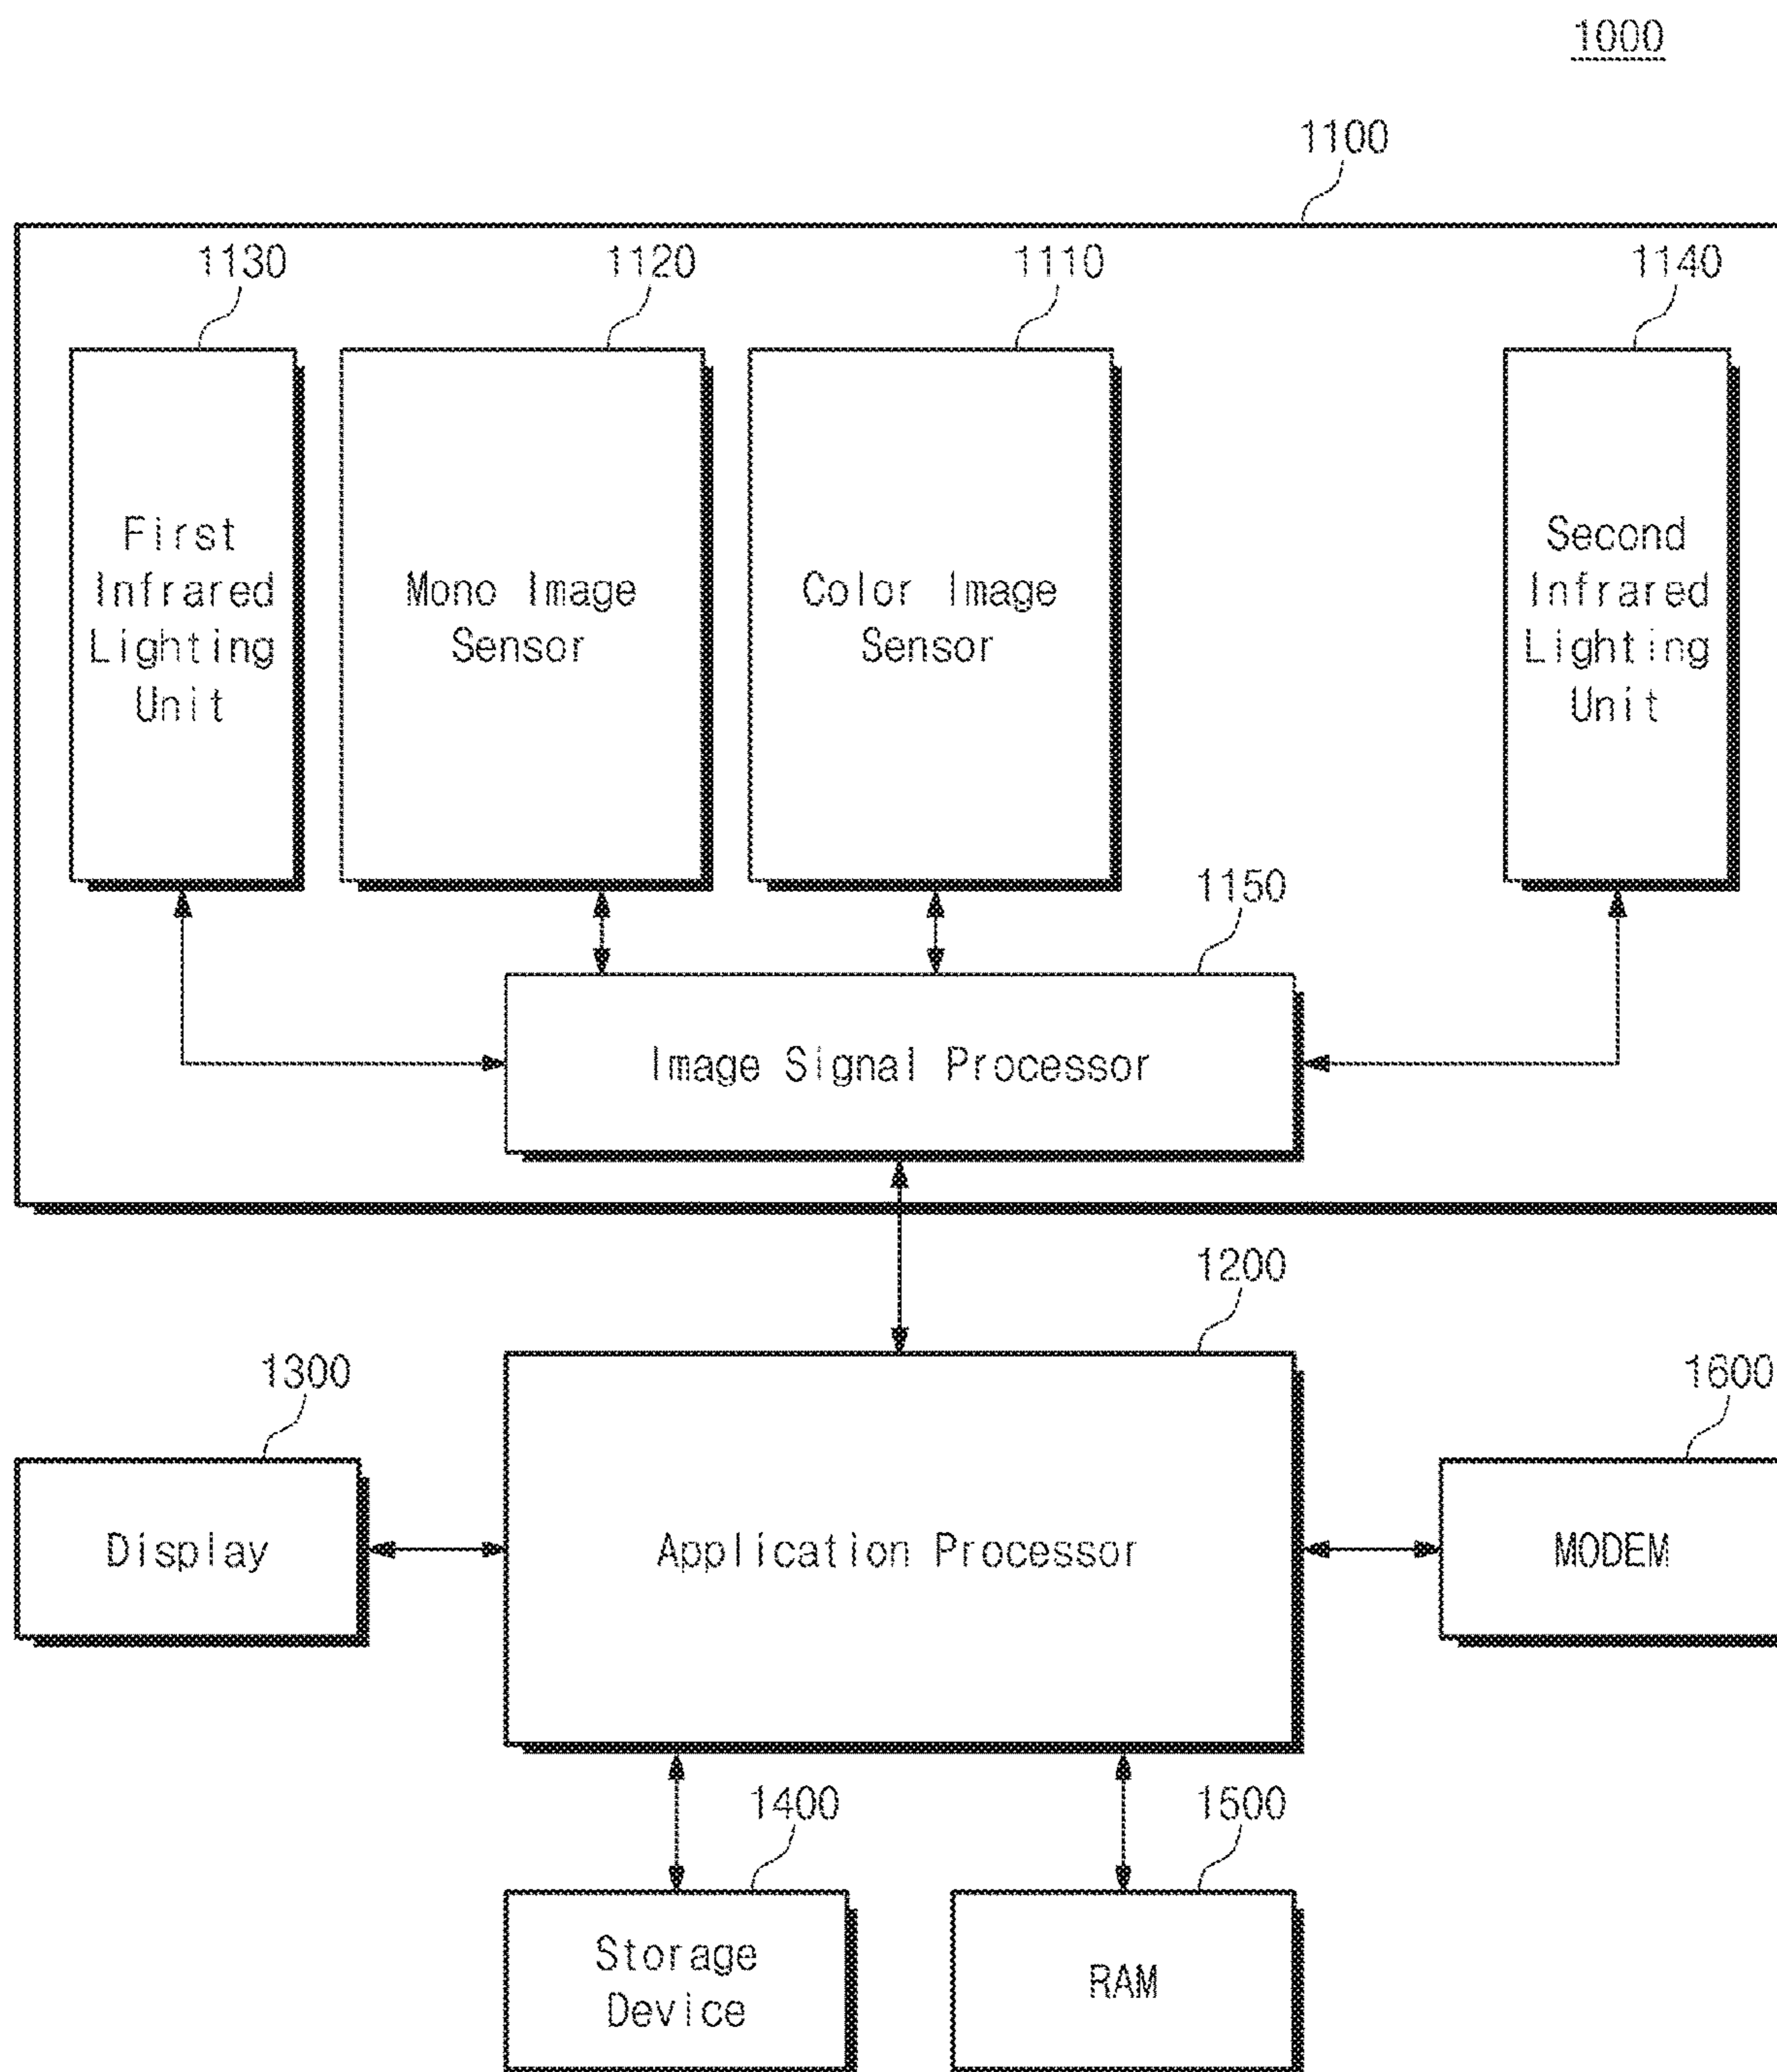 1000
1100
1130
1120
1110
1140
First
Infrared
Lighting
Unit
Mono Image
Sensor
Color Image
Sensor
Second
Infrared
Lighting
Unit
1150
Image Signal Processor
1200
1300
1600
Display
Application Processor
MODEM
1400
1500
Storage
Device
RAM